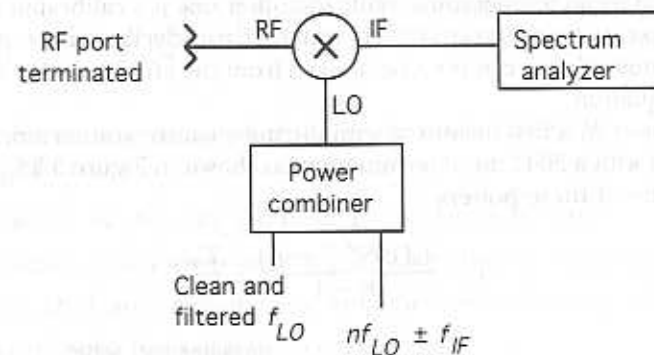 RF port
terminated
RF
IF
Spectrum
analyzer
LO
Power
combiner
Clean and
filtered f_LO
nf_LO ± f_IF